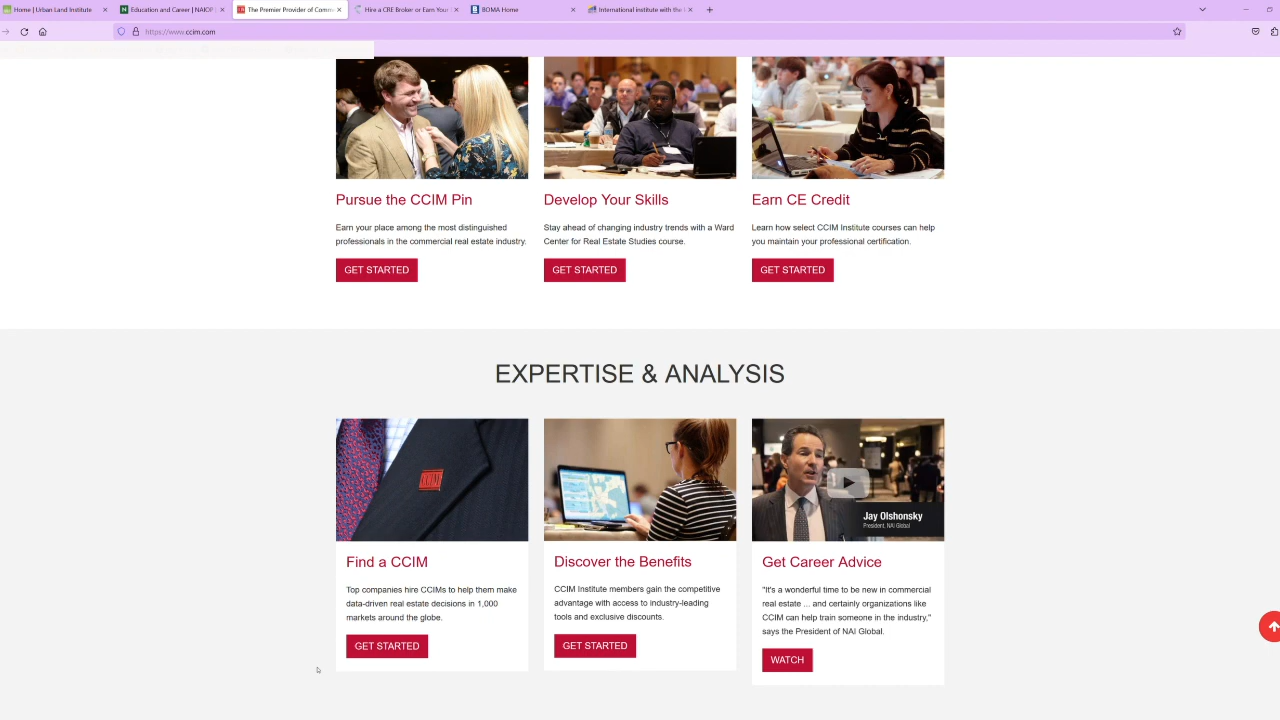 Home | Urban Land Institute
Education and Career | NAIOP
The Premier Provider of Comm
Hire a CRE Broker or Earn Your
BOMA Home
International institute with the
https://www.ccim.com
Pursue the CCIM Pin
Earn your place among the most distinguished
professionals in the commercial real estate industry.
GET STARTED
Develop Your Skills
Stay ahead of changing industry trends with a Ward
Center for Real Estate Studies course.
GET STARTED
Earn CE Credit
Learn how select CCIM Institute courses can help
you maintain your professional certification.
GET STARTED
EXPERTISE & ANALYSIS
Find a CCIM
Top companies hire CCIMs to help them make
data-driven real estate decisions in 1,000
markets around the globe.
GET STARTED
Discover the Benefits
CCIM Institute members gain the competitive
advantage with access to industry-leading
tools and exclusive discounts.
GET STARTED
Jay Olshonsky
President, NAI Global
Get Career Advice
"It's a wonderful time to be new in commercial
real estate ... and certainly organizations like
CCIM can help train someone in the industry,"
says the President of NAI Global.
WATCH